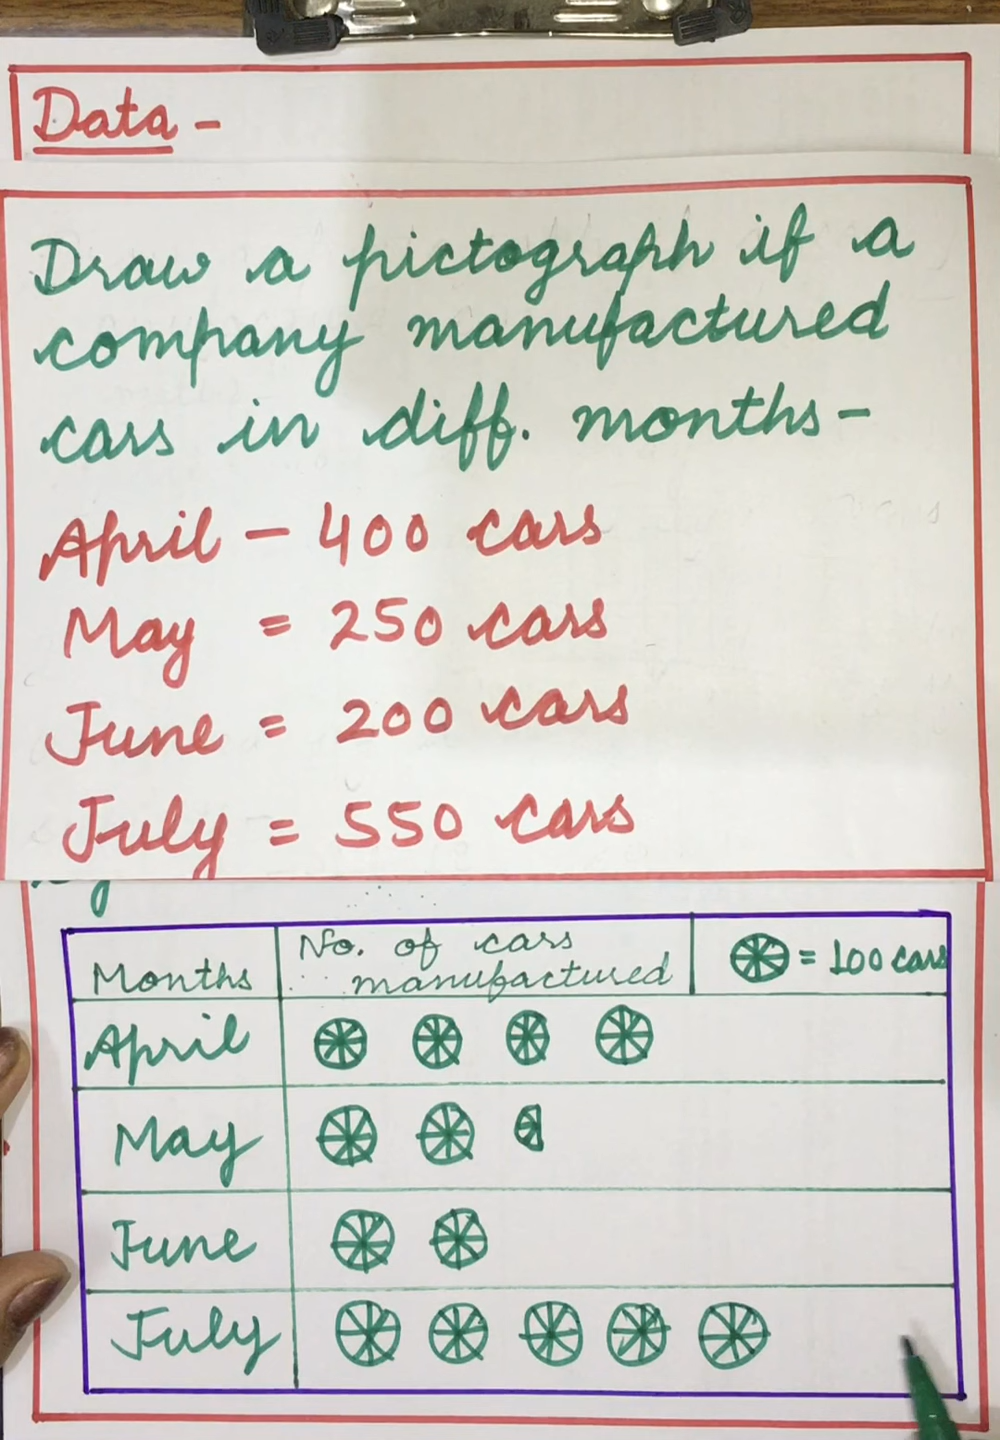 Data -
Draw a pictograph if a
company manufactured
cars in diff. months-
April - 400 cars
May = 250 cars
June = 200 cars
July = 550 cars
Months
No. of cars
manufactured
= 100 cars
April
May
June
July